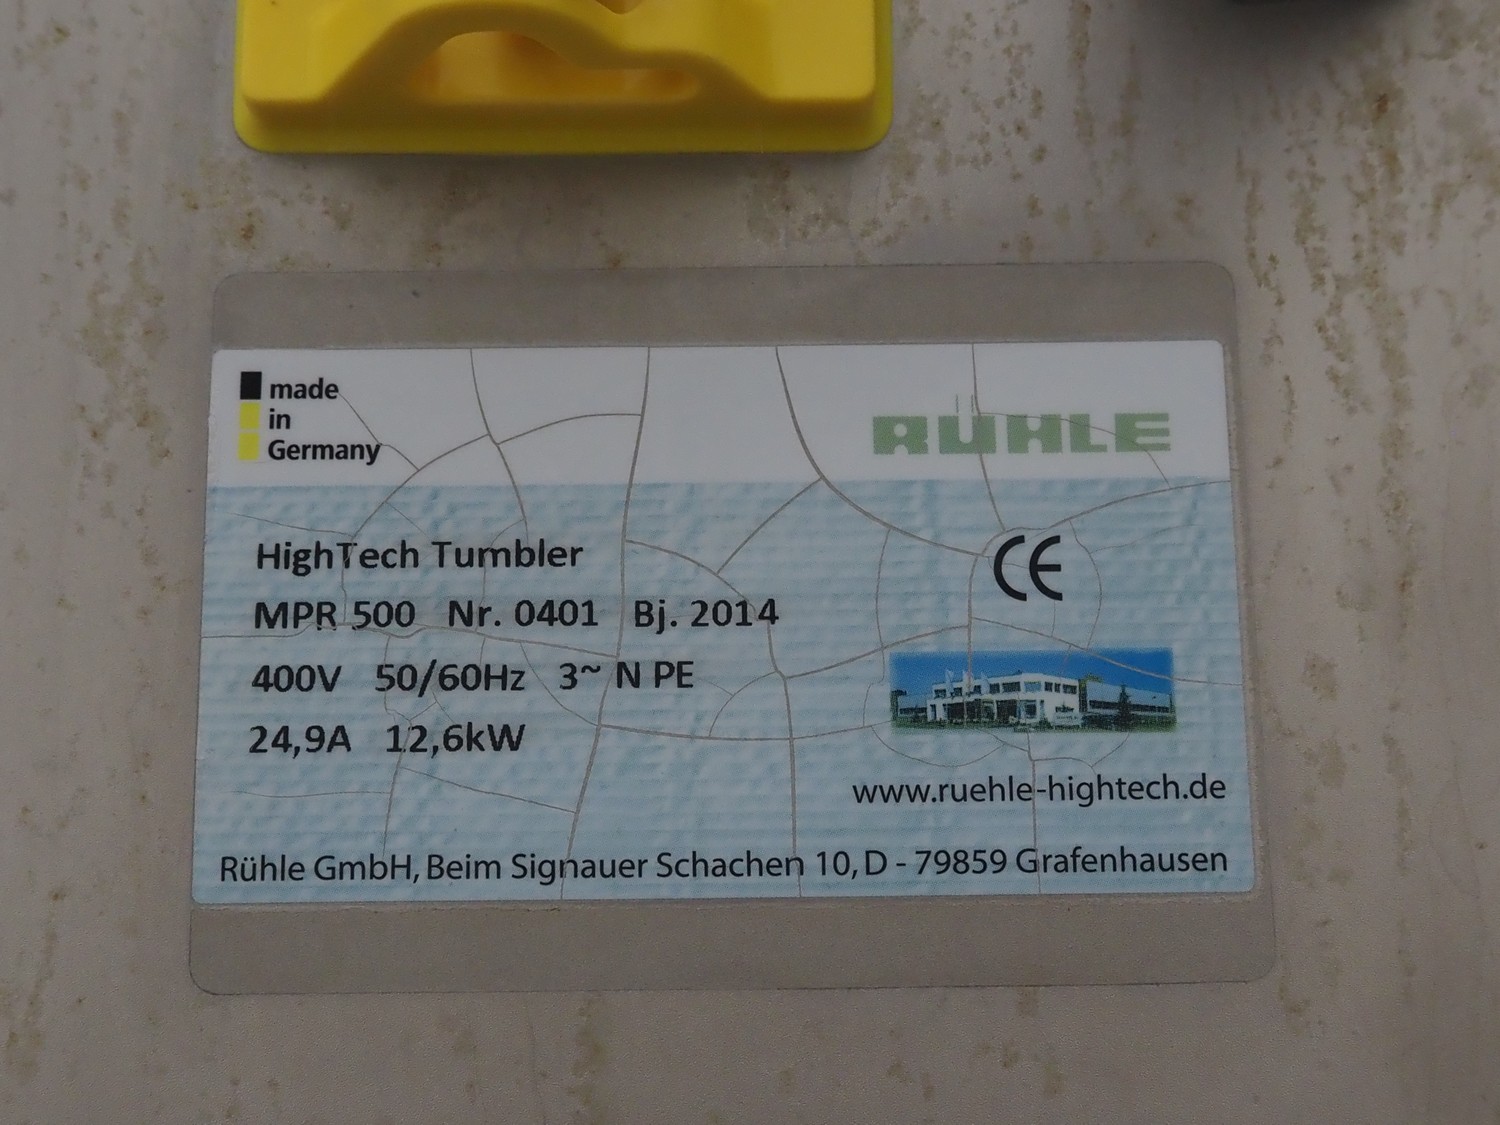 made
in
Germany
RÜHLE
HighTech Tumbler
MPR 500 Nr. 0401 Bj. 2014
400V 50/60Hz 3~ N PE
24,9A 12,6kW
CE
www.ruehle-hightech.de
Rühle GmbH, Beim Signauer Schachen 10, D - 79859 Grafenhausen